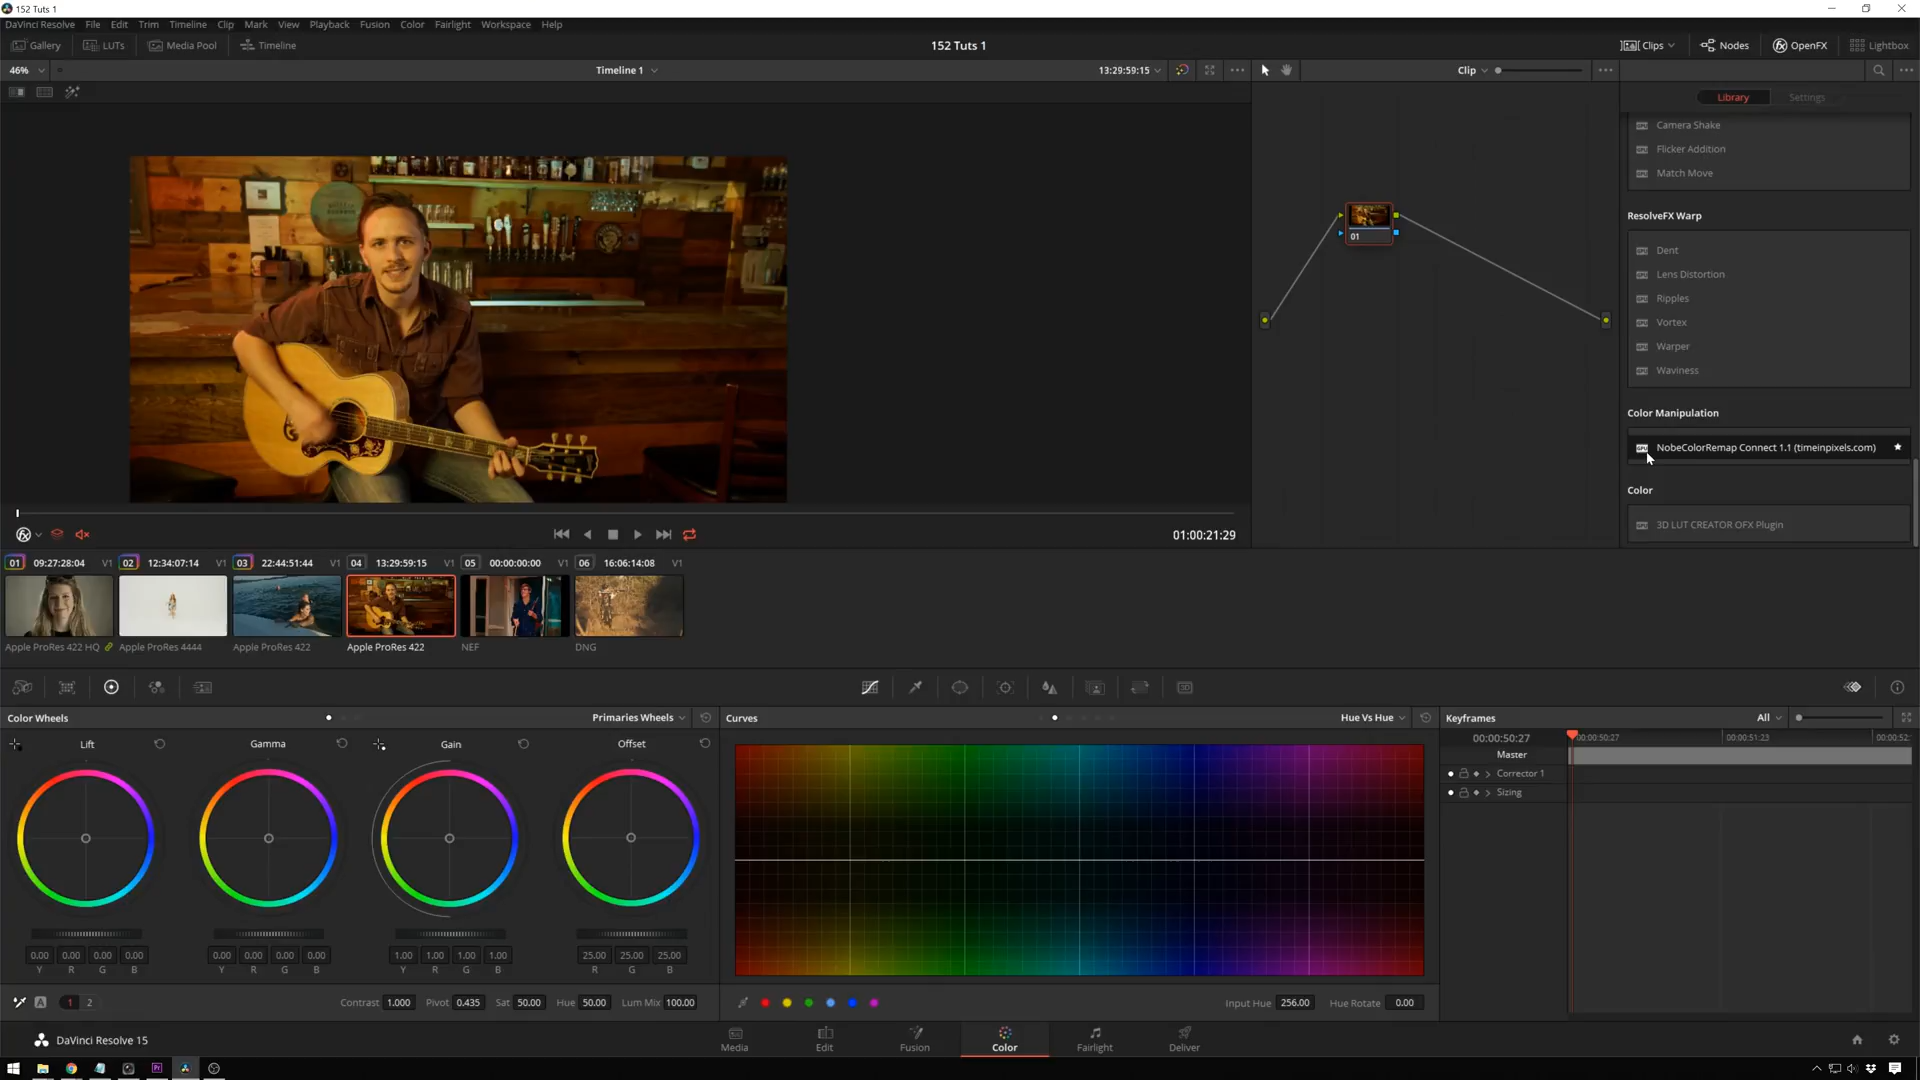 152 Tuts 1
DaVinci Resolve File Edit Trim Timeline Clip Mark View Playback Fusion Color Fairlight Workspace Help
Gallery LUTs Media Pool Timeline 152 Tuts 1 Clips Nodes OpenFX Lightbox
46% Timeline 1 13:29:59:15 Clip
Library Settings
Camera Shake
Flicker Addition
Match Move
ResolveFX Warp
Dent
Lens Distortion
Ripples
Vortex
Warper
Waviness
Color Manipulation
NobeColorRemap Connect 1.1 (timeinpixels.com)
Color
3D LUT CREATOR OFX Plugin
01
01:00:21:29
01 09:27:28:04 V1 02 12:34:07:14 V1 03 22:44:51:44 V1 04 13:29:59:15 V1 05 00:00:00:00 V1 06 16:06:14:08 V1
Apple ProRes 422 HQ Apple ProRes 4444 Apple ProRes 422 Apple ProRes 422 NEF DNG
Color Wheels Primaries Wheels Curves Hue Vs Hue Keyframes All
Lift Gamma Gain Offset
00:00:50:27 00:00:50:27 00:00:51:23 00:00:52:
Master
Corrector 1
Sizing
0.00 0.00 0.00 0.00 0.00 0.00 0.00 0.00 1.00 1.00 1.00 1.00 25.00 25.00 25.00
Y R G B Y R G B Y R G B R G B
A 1 2 Contrast 1.000 Pivot 0.435 Sat 50.00 Hue 50.00 Lum Mix 100.00 Input Hue 256.00 Hue Rotate 0.00
DaVinci Resolve 15 Media Edit Fusion Color Fairlight Deliver